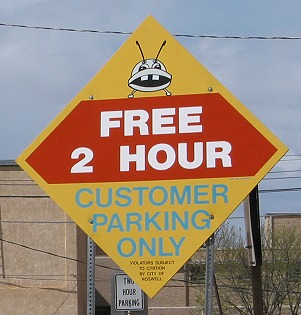 FREE
2 HOUR
CUSTOMER
PARKING
ONLY
VIOLATORS SUBJECT
TO CITATION
BY CITY OF
ROSWELL
TWO
HOUR
PARKING